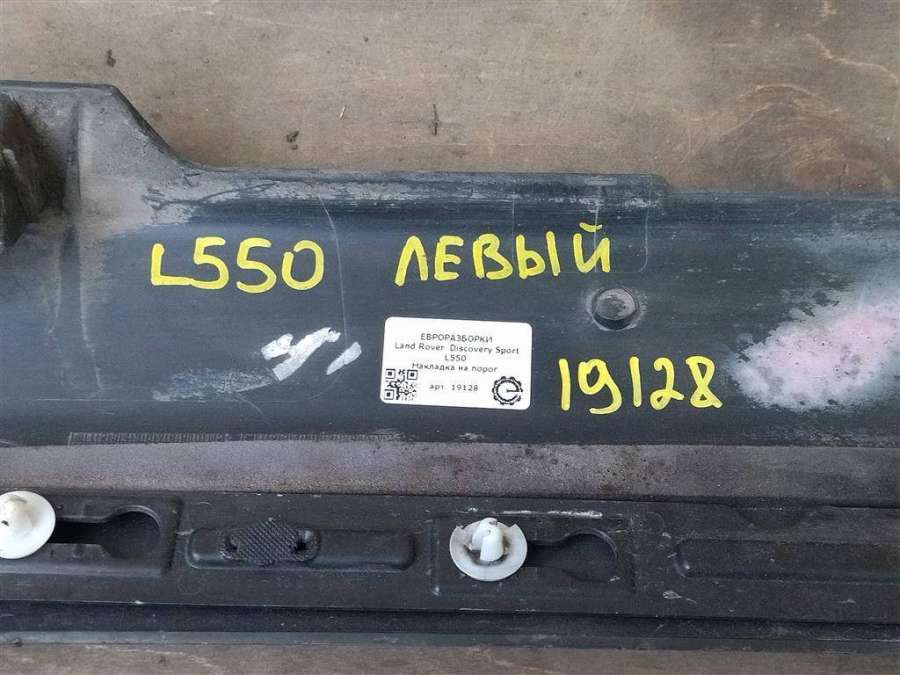 L550 ЛЕВЫЙ
ЕВРОРАЗБОРКИ
Land Rover Discovery Sport
L550
Накладка на порог
арт. 19128
19128